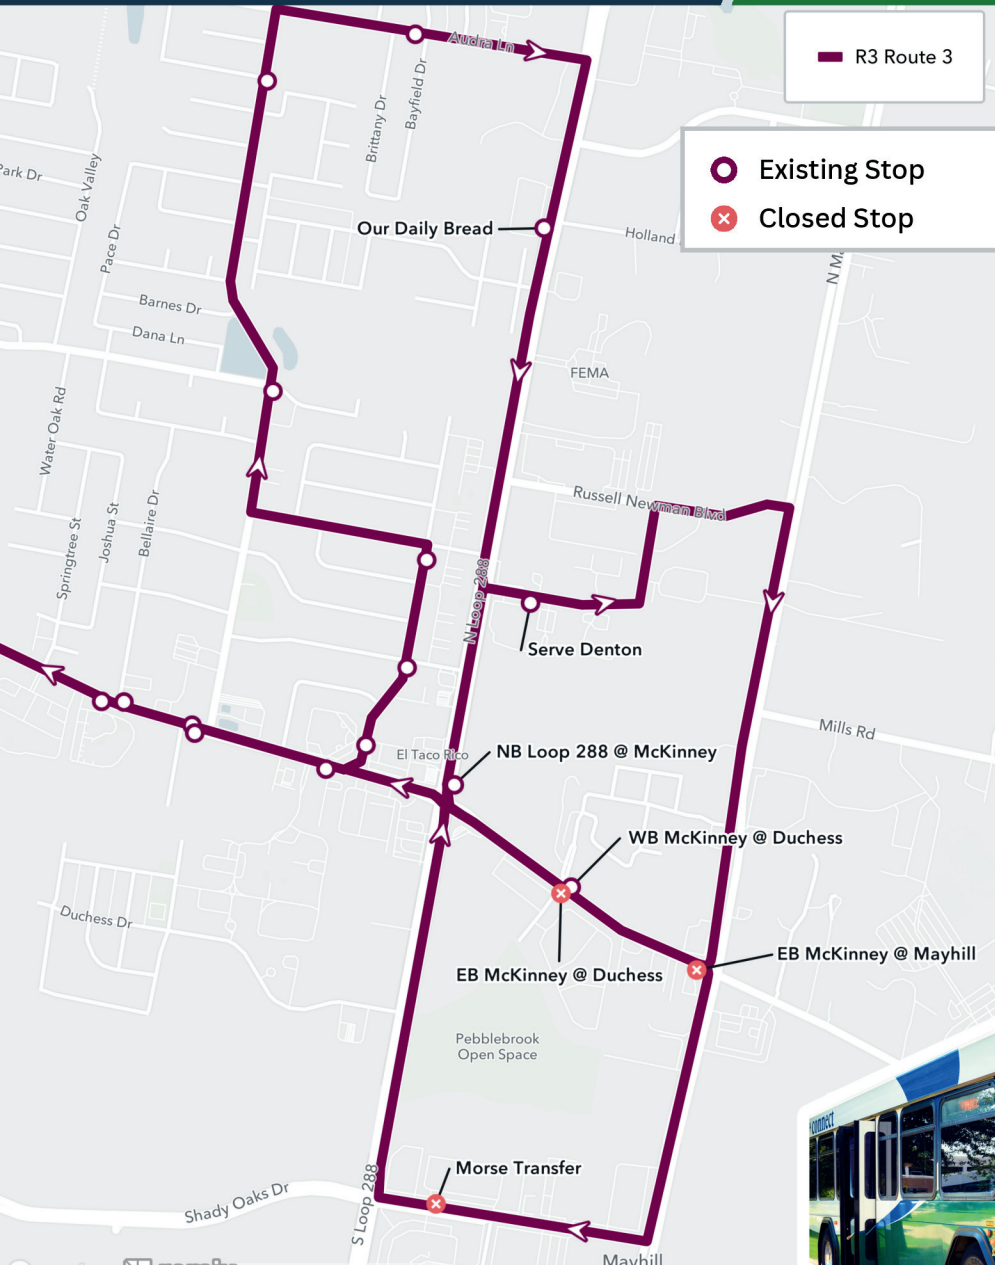 Audra Ln
R3 Route 3
Existing Stop
Closed Stop
Brittany Dr
Bayfield Dr
Park Dr
Oak Valley
Pace Dr
Our Daily Bread
Holland
Barnes Dr
Dana Ln
FEMA
Water Oak Rd
Russell Newman Blvd
Springtree St
Joshua St
Bellaire Dr
N Loop 288
Serve Denton
Mills Rd
El Taco Rico
NB Loop 288 @ McKinney
WB McKinney @ Duchess
Duchess Dr
EB McKinney @ Mayhill
EB McKinney @ Duchess
Pebblebrook
Open Space
connect
Morse Transfer
Shady Oaks Dr
S Loop 288
Mayhill